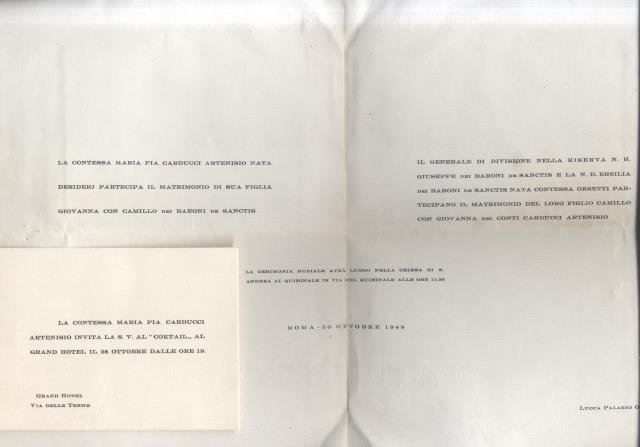 LA CONTESSA MARIA PIA CARDUCCI ARTENISIO NATA
DESIDERJ PARTECIPA IL MATRIMONIO DI SUA FIGLIA
GIOVANNA CON CAMILLO DEI BARONI DE SANCTIS
IL GENERALE DI DIVISIONE NELLA RISERVA N. H.
GIUSEPPE DEI BARONI DE SANCTIS E LA N. D. ERSILIA
DEI BARONI DE SANCTIS NATA CONTESSA ORSETTI PAR-
TECIPANO IL MATRIMONIO DEL LORO FIGLIO CAMILLO
CON GIOVANNA DEI CONTI CARDUCCI ARTENISIO
LA CERIMONIA NUZIALE AVRÀ LUOGO NELLA CHIESA DI S.
ANDREA AL QUIRINALE IN VIA DEL QUIRINALE ALLE ORE 11.30
ROMA - 30 OTTOBRE
LA CONTESSA MARIA PIA CARDUCCI
ARTENISIO INVITA LA S. V. AL "COKTAIL„ AL
GRAND HOTEL IL 28 OTTOBRE DALLE ORE 19.
GRAND HOTEL
VIA DELLE TERME
LUCCA PALAZZO O